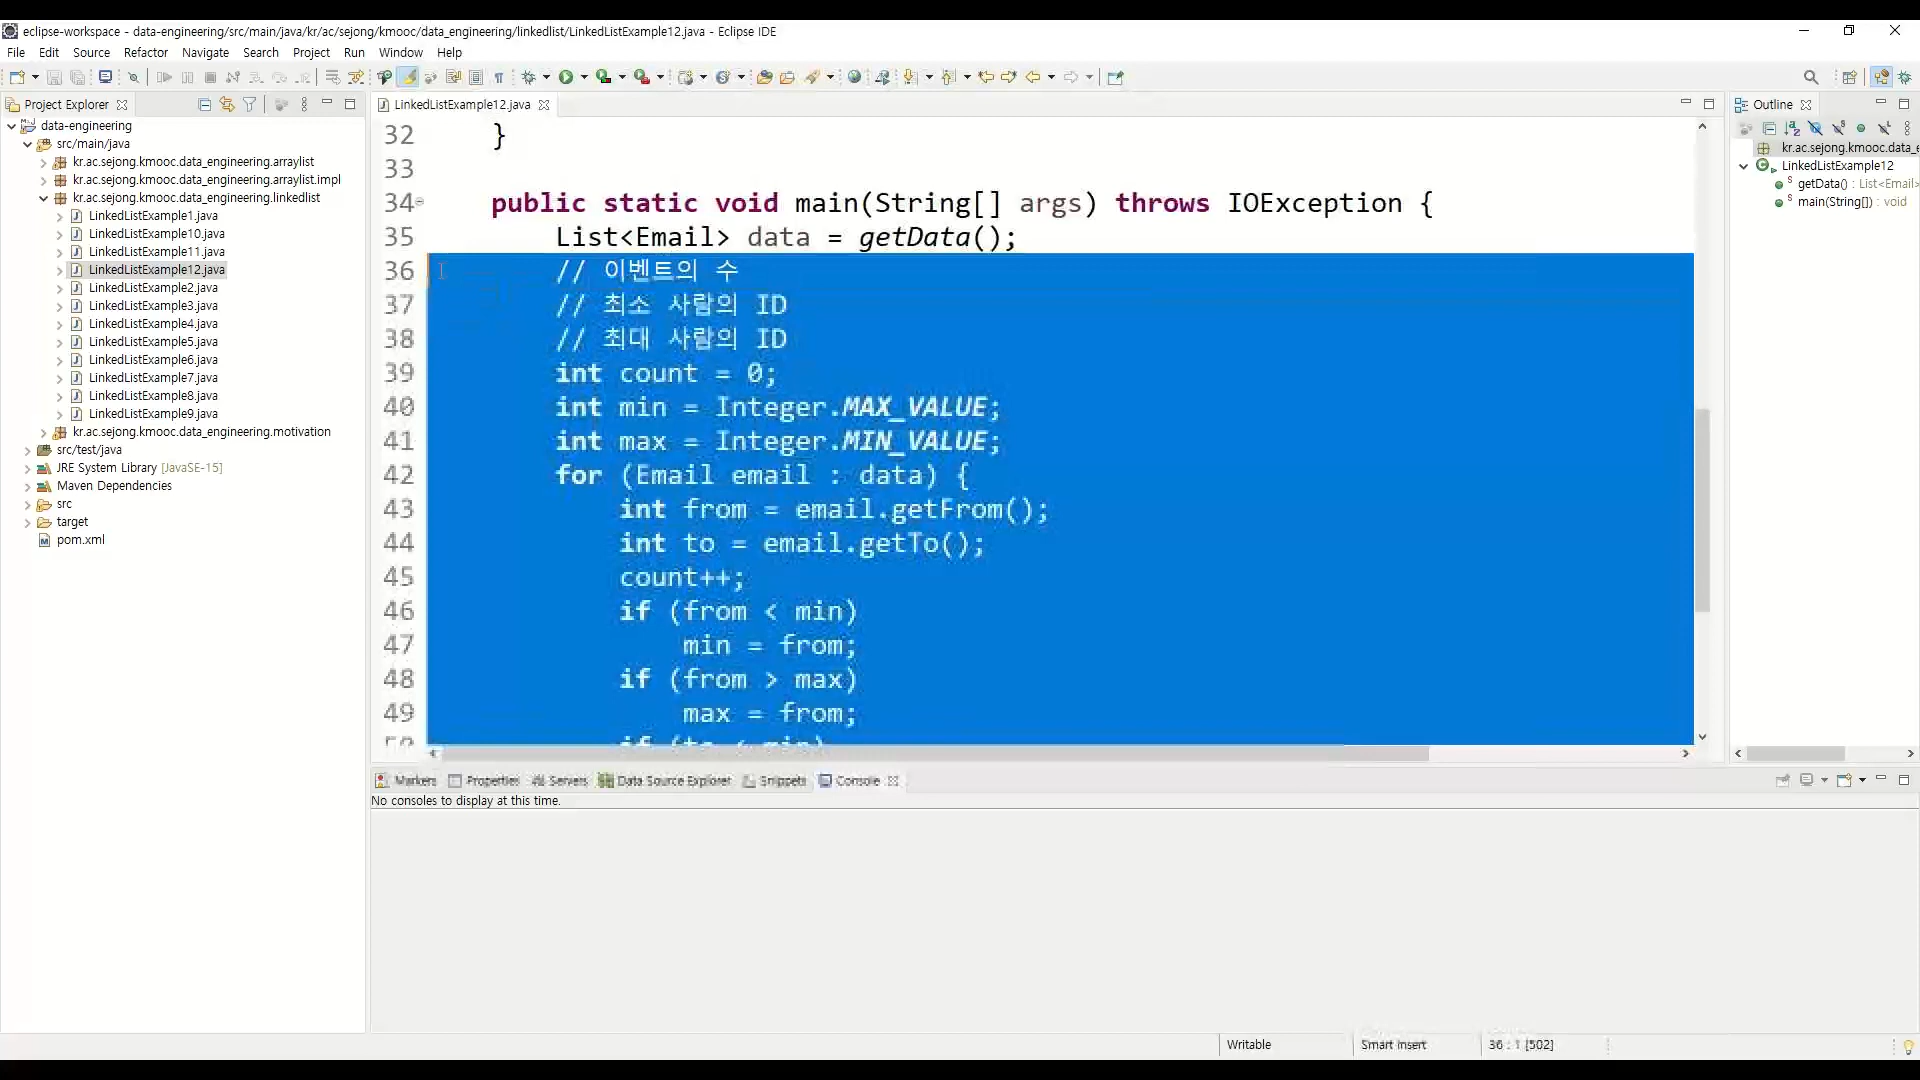 eclipse-workspace - data-engineering/src/main/java/kr/ac/sejong/kmooc/data_engineering/linkedlist/LinkedListExample12.java - Eclipse IDE
File Edit Source Refactor Navigate Search Project Run Window Help
Project Explorer
data-engineering
src/main/java
kr.ac.sejong.kmooc.data_engineering.arraylist
kr.ac.sejong.kmooc.data_engineering.arraylist.impl
kr.ac.sejong.kmooc.data_engineering.linkedlist
LinkedListExample1.java
LinkedListExample10.java
LinkedListExample11.java
LinkedListExample12.java
LinkedListExample2.java
LinkedListExample3.java
LinkedListExample4.java
LinkedListExample5.java
LinkedListExample6.java
LinkedListExample7.java
LinkedListExample8.java
LinkedListExample9.java
kr.ac.sejong.kmooc.data_engineering.motivation
src/test/java
JRE System Library [JavaSE-15]
Maven Dependencies
src
target
pom.xml
LinkedListExample12.java
32 }
33
34 public static void main(String[] args) throws IOException {
35 List<Email> data = getData();
36 // 이벤트의 수
37 // 최소 사람의 ID
38 // 최대 사람의 ID
39 int count = 0;
40 int min = Integer.MAX_VALUE;
41 int max = Integer.MIN_VALUE;
42 for (Email email : data) {
43 int from = email.getFrom();
44 int to = email.getTo();
45 count++;
46 if (from < min)
47 min = from;
48 if (from > max)
49 max = from;
50 if (to < min)
Outline
kr.ac.sejong.kmooc.data_e
LinkedListExample12
getData() : List<Email>
main(String[]) : void
Markers Properties Servers Data Source Explorer Snippets Console
No consoles to display at this time.
Writable Smart Insert 36 : 1 [502]